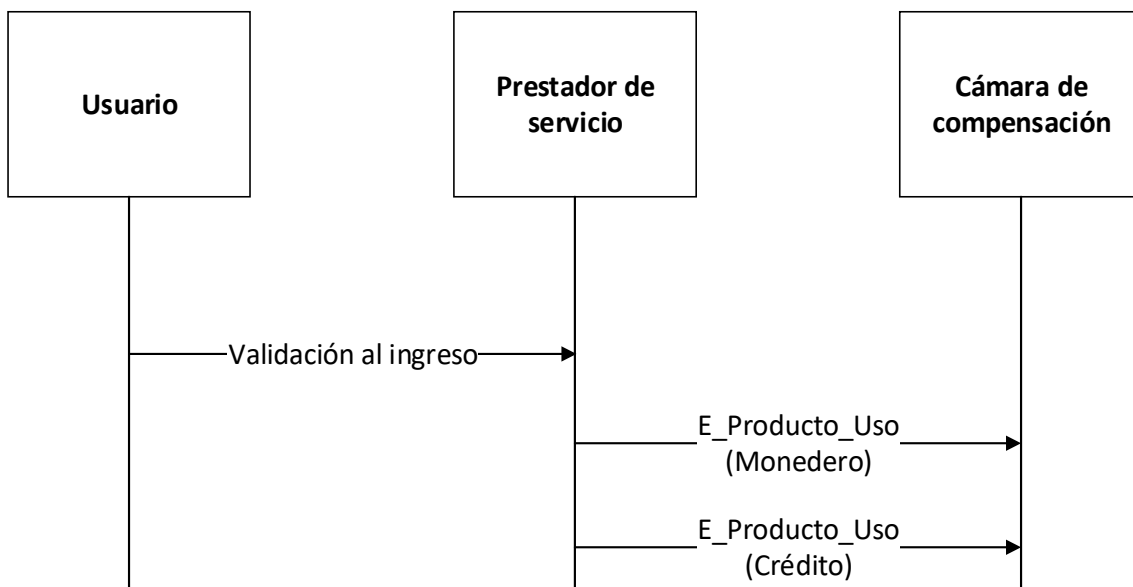 Usuario
Prestador de
servicio
Cámara de
compensación
Validación al ingreso
E_Producto_Uso
(Monedero)
E_Producto_Uso
(Crédito)